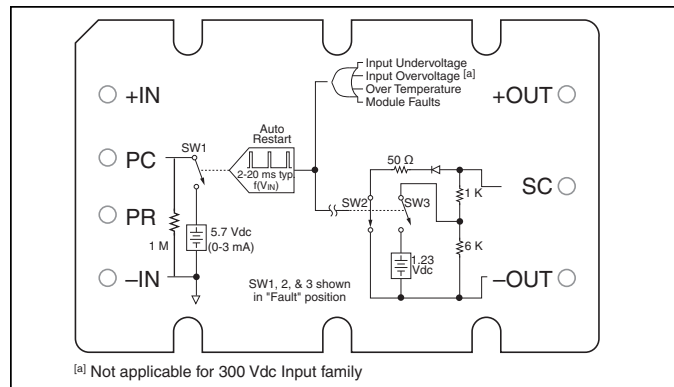 Input Undervoltage
Input Overvoltage [a]
Over Temperature
Module Faults
+IN
+OUT
Auto
Restart
SW1
PC
2-20 ms typ.
f(VIN)
50 Ω
SC
1 K
SW2
SW3
PR
5.7 Vdc
(0-3 mA)
1 M
6 K
1.23
Vdc
–IN
–OUT
SW1, 2, & 3 shown
in "Fault" position
[a] Not applicable for 300 Vdc Input family